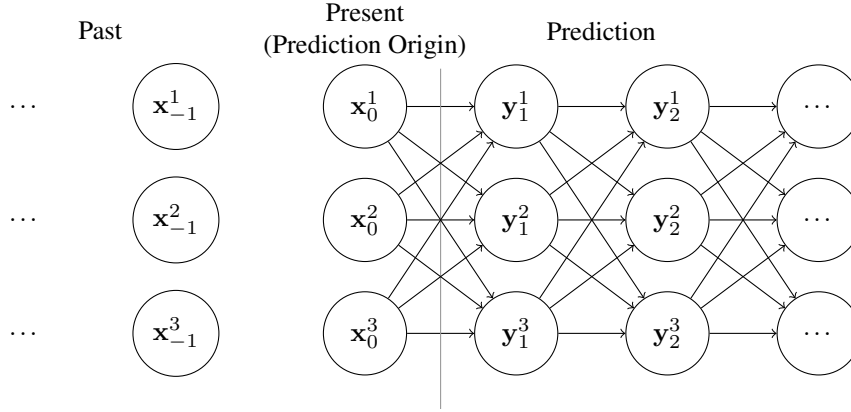 Past
Present
(Prediction Origin)
Prediction
... x^1_{-1} x^1_0 y^1_1 y^1_2 ...
... x^2_{-1} x^2_0 y^2_1 y^2_2 ...
... x^3_{-1} x^3_0 y^3_1 y^3_2 ...